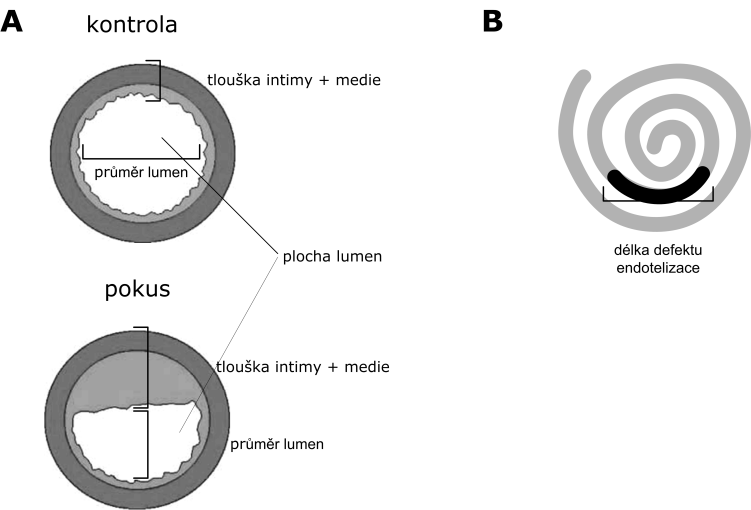 A
kontrola
tlouška intimy + medie
průměr lumen
plocha lumen
pokus
tlouška intimy + medie
průměr lumen
B
délka defektu
endotelizace